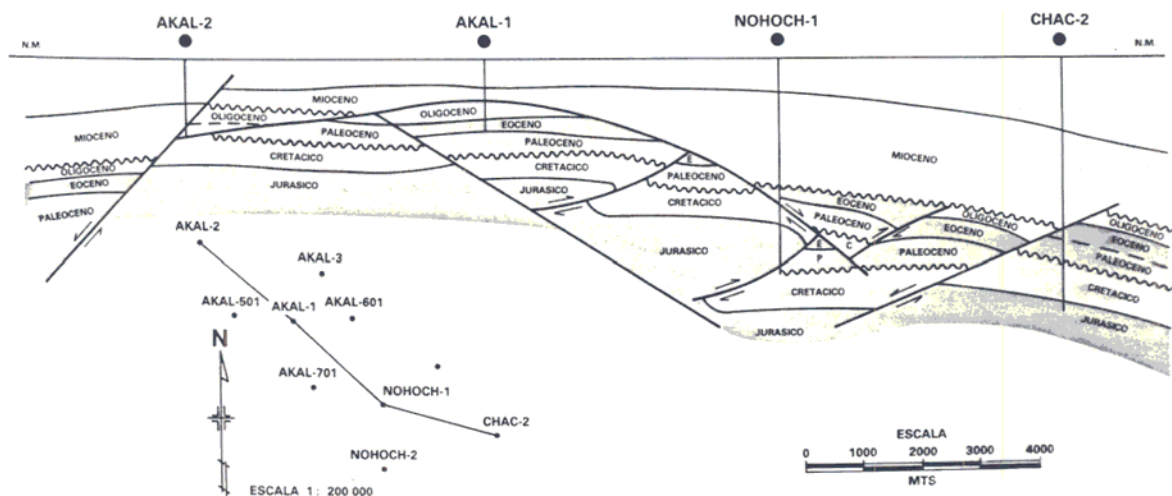 AKAL-2 AKAL-1 NOHOCH-1 CHAC-2
N.M. N.M.
MIOCENO
OLIGOCENO OLIGOCENO
MIOCENO EOCENO
PALEOCENO PALEOCENO
MIOCENO
CRETACICO CRETACICO E PALEOCENO
OLIGOCENO JURASICO JURASICO CRETACICO
EOCENO EOCENO OLIGOCENO OLIGOCENO
PALEOCENO PALEOCENO EOCENO EOCENO
E C PALEOCENO PALEOCENO
P
JURASICO CRETACICO CRETACICO
JURASICO JURASICO
AKAL-2
AKAL-3
AKAL-501 AKAL-1 AKAL-601
N
AKAL-701
NOHOCH-1
CHAC-2
NOHOCH-2
ESCALA 1: 200 000
ESCALA
0 1000 2000 3000 4000
MTS